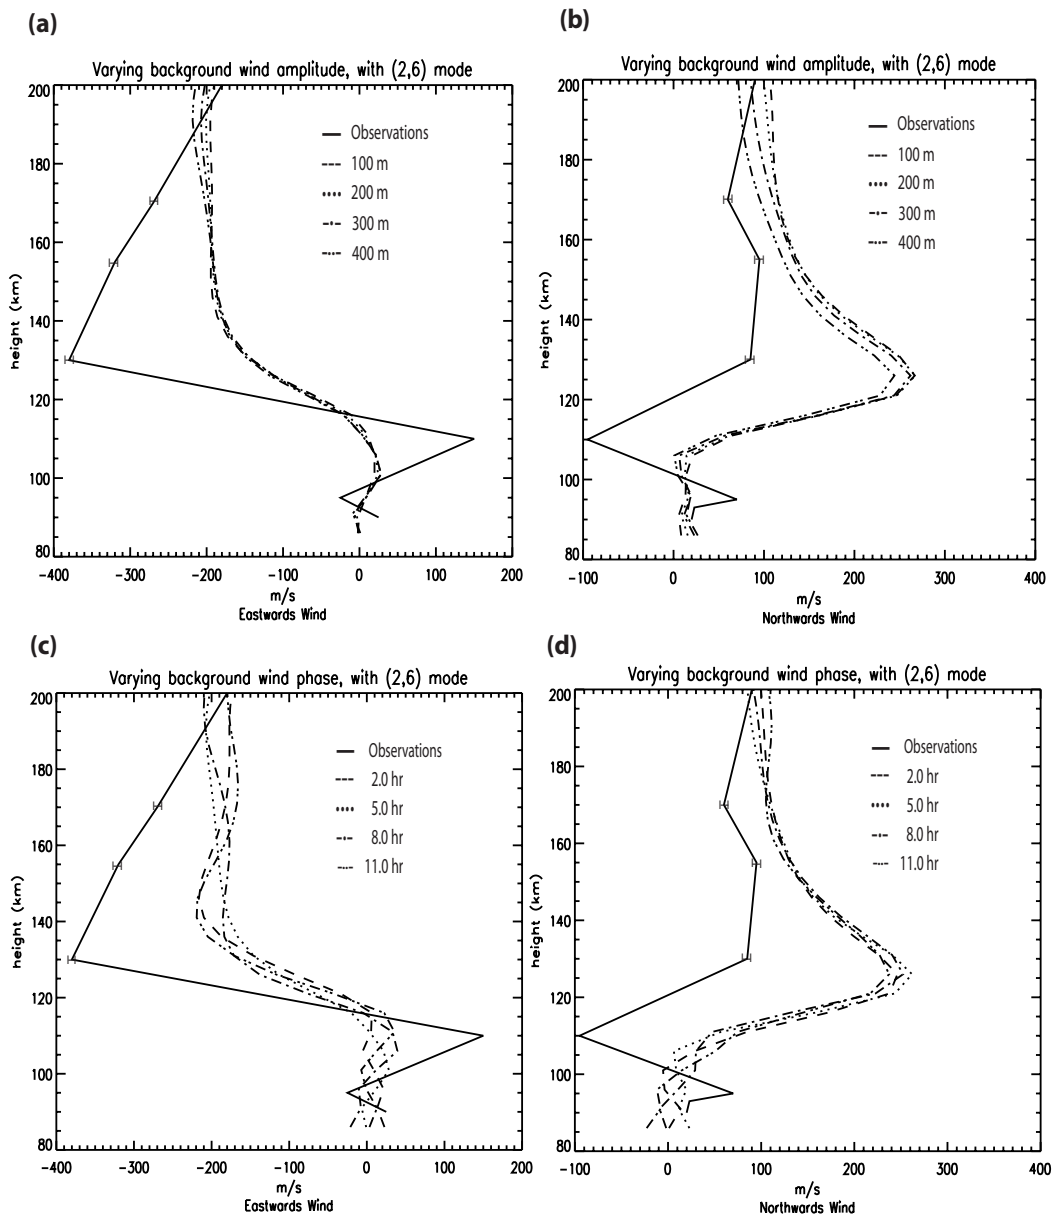 (a)
Varying background wind amplitude, with (2,6) mode
200
180
160
140
120
100
80
height (km)
Observations
100 m
200 m
300 m
400 m
-400 -300 -200 -100 0 100 200
m/s
Eastwards Wind
(b)
Varying background wind amplitude, with (2,6) mode
200
180
160
140
120
100
80
height (km)
Observations
100 m
200 m
300 m
400 m
-100 0 100 200 300 400
m/s
Northwards Wind
(c)
Varying background wind phase, with (2,6) mode
200
180
160
140
120
100
80
height (km)
Observations
2.0 hr
5.0 hr
8.0 hr
11.0 hr
-400 -300 -200 -100 0 100 200
m/s
Eastwards Wind
(d)
Varying background wind phase, with (2,6) mode
200
180
160
140
120
100
80
height (km)
Observations
2.0 hr
5.0 hr
8.0 hr
11.0 hr
-100 0 100 200 300 400
m/s
Northwards Wind